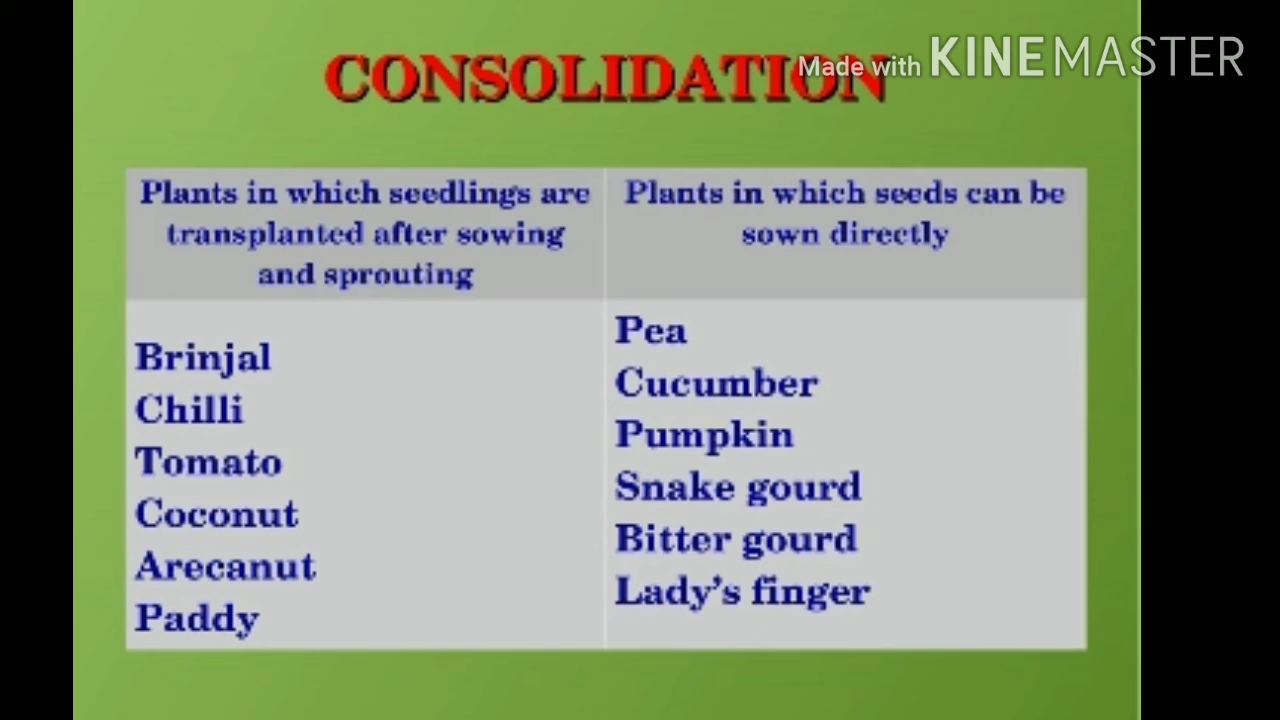 CONSOLIDATION
Made with KINEMASTER
Plants in which seedlings are
transplanted after sowing
and sprouting
Plants in which seeds can be
sown directly
Brinjal
Chilli
Tomato
Coconut
Arecanut
Paddy
Pea
Cucumber
Pumpkin
Snake gourd
Bitter gourd
Lady's finger